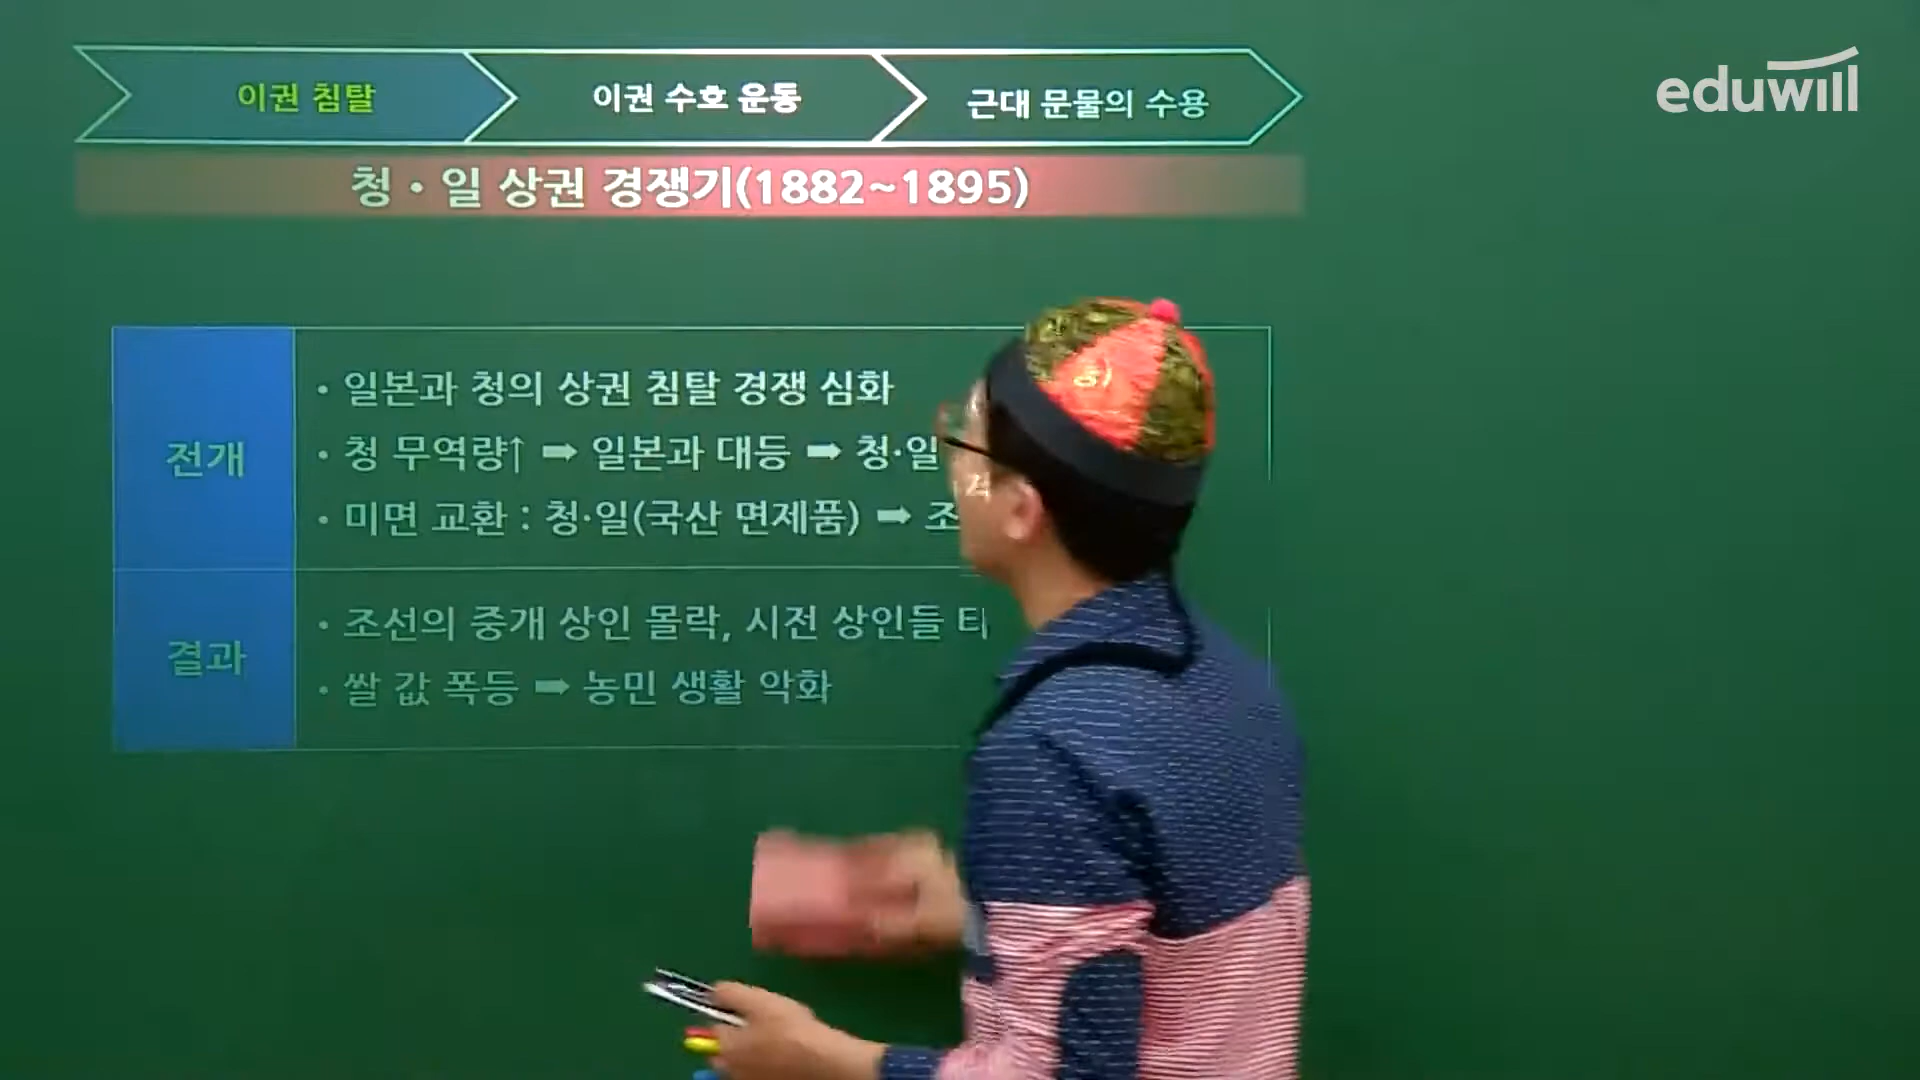 이권 침탈
이권 수호 운동
근대 문물의 수용
eduwill
청·일 상권 경쟁기(1882~1895)
전개
• 일본과 청의 상권 침탈 경쟁 심화
• 청 무역량↑ ➡ 일본과 대등 ➡ 청·일
• 미면 교환 : 청·일(국산 면제품) ➡ 조
결과
• 조선의 중개 상인 몰락, 시전 상인들
• 쌀 값 폭등 ➡ 농민 생활 악화